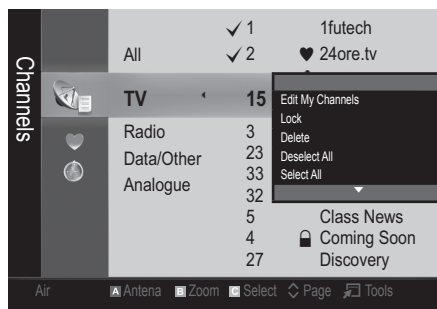 Channels
✓ 1 1futech
All ✓ 2 ♥ 24ore.tv
TV 15
Edit My Channels
Lock
Delete
Deselect All
Select All
Radio 3
Data/Other 23
Analogue 33
32
5 Class News
4 Coming Soon
27 Discovery
Air A Antena B Zoom C Select Page Tools